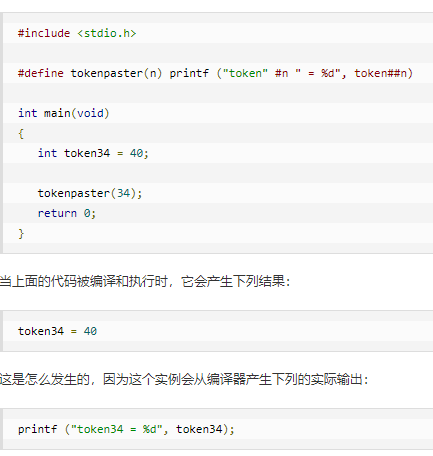 #include <stdio.h>
#define tokenpaster(n) printf ("token" #n " = %d", token##n)
int main(void)
{
   int token34 = 40;
   tokenpaster(34);
   return 0;
}
当上面的代码被编译和执行时，它会产生下列结果：
token34 = 40
这是怎么发生的，因为这个实例会从编译器产生下列的实际输出：
printf ("token34 = %d", token34);